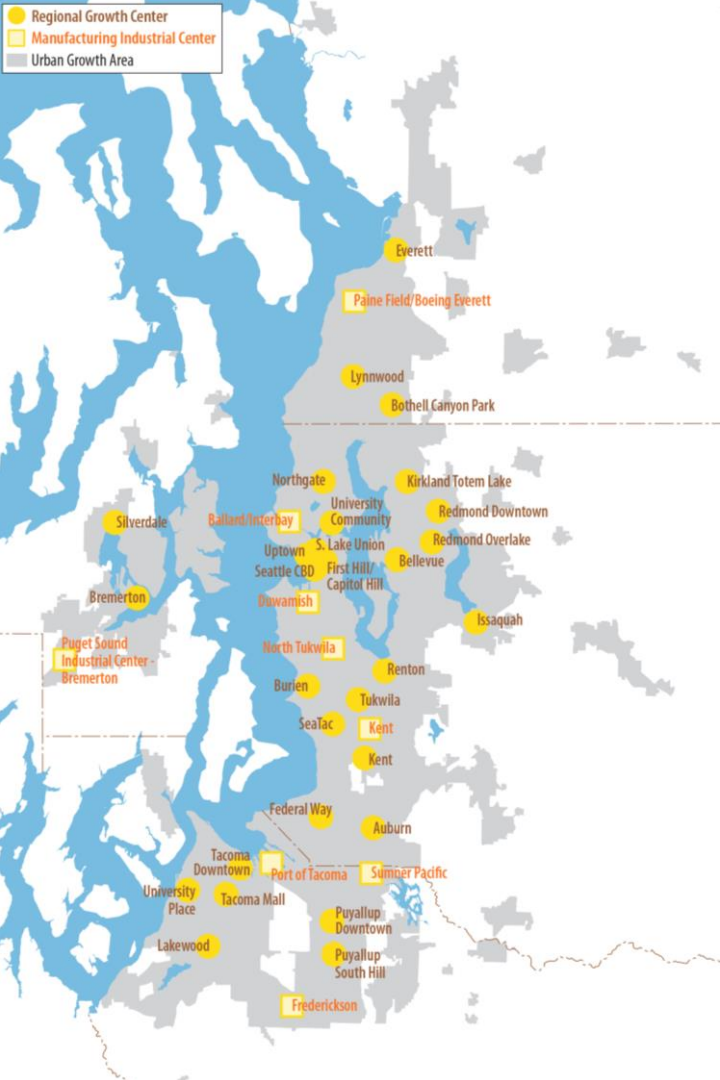 Regional Growth Center
Manufacturing Industrial Center
Urban Growth Area
Everett
Paine Field/Boeing Everett
Lynnwood
Bothell Canyon Park
Northgate
Kirkland Totem Lake
University
Community
Redmond Downtown
Ballard/Interbay
Silverdale
Redmond Overlake
S. Lake Union
Uptown
Bellevue
Seattle CBD
First Hill/
Capitol Hill
Bremerton
Duwamish
Issaquah
Puget Sound
Industrial Center -
Bremerton
North Tukwila
Renton
Burien
Tukwila
SeaTac
Kent
Kent
Federal Way
Auburn
Tacoma
Downtown
Port of Tacoma
Sumner Pacific
University
Place
Tacoma Mall
Puyallup
Downtown
Lakewood
Puyallup
South Hill
Frederickson